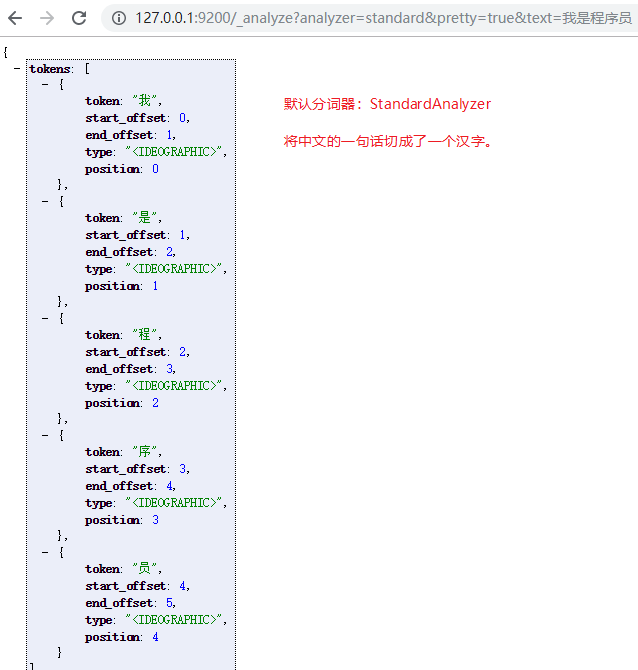 127.0.0.1:9200/_analyze?analyzer=standard&pretty=true&text=我是程序员
{
- tokens: [
- {
token: "我",
start_offset: 0,
end_offset: 1,
type: "<IDEOGRAPHIC>",
position: 0
},
- {
token: "是",
start_offset: 1,
end_offset: 2,
type: "<IDEOGRAPHIC>",
position: 1
},
- {
token: "程",
start_offset: 2,
end_offset: 3,
type: "<IDEOGRAPHIC>",
position: 2
},
- {
token: "序",
start_offset: 3,
end_offset: 4,
type: "<IDEOGRAPHIC>",
position: 3
},
- {
token: "员",
start_offset: 4,
end_offset: 5,
type: "<IDEOGRAPHIC>",
position: 4
}
]
默认分词器：StandardAnalyzer
将中文的一句话切成了一个汉字。